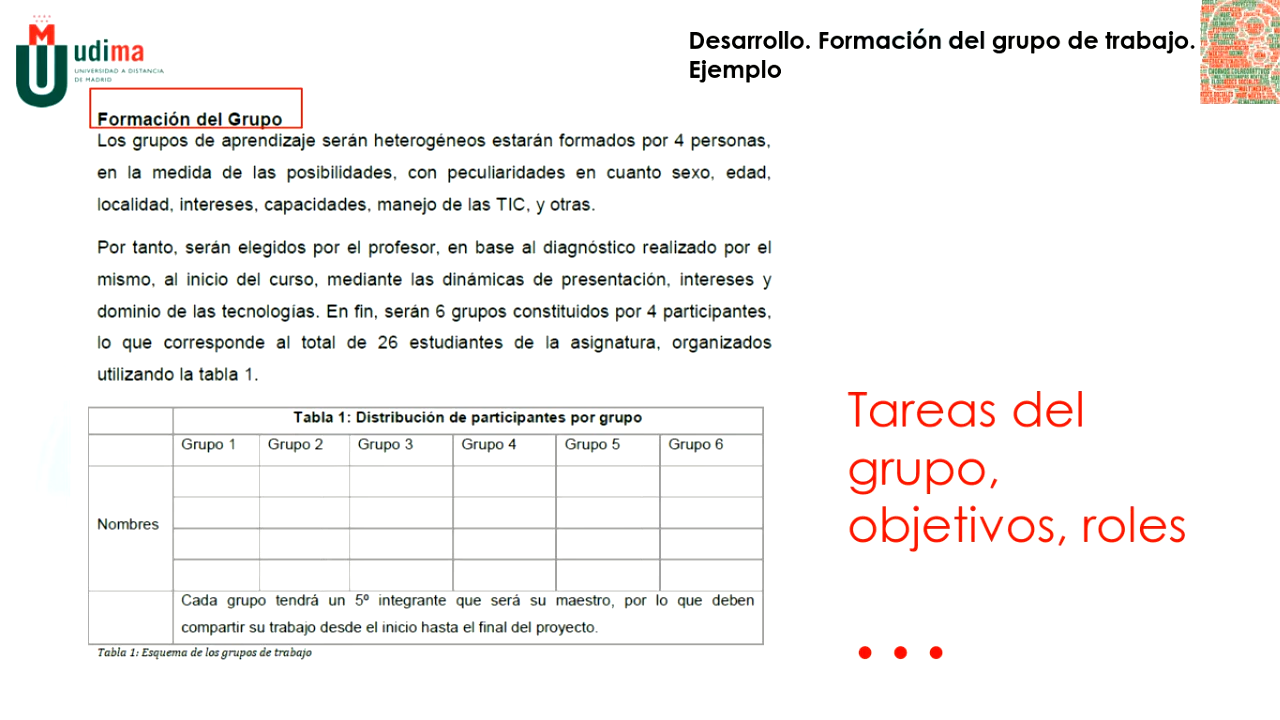 udima
UNIVERSIDAD A DISTANCIA
DE MADRID
Desarrollo. Formación del grupo de trabajo.
Ejemplo
Formación del Grupo
Los grupos de aprendizaje serán heterogéneos estarán formados por 4 personas,
en la medida de las posibilidades, con peculiaridades en cuanto sexo, edad,
localidad, intereses, capacidades, manejo de las TIC, y otras.
Por tanto, serán elegidos por el profesor, en base al diagnóstico realizado por el
mismo, al inicio del curso, mediante las dinámicas de presentación, intereses y
dominio de las tecnologías. En fin, serán 6 grupos constituidos por 4 participantes,
lo que corresponde al total de 26 estudiantes de la asignatura, organizados
utilizando la tabla 1.
Tabla 1: Distribución de participantes por grupo
Grupo 1 Grupo 2 Grupo 3 Grupo 4 Grupo 5 Grupo 6
Nombres
Cada grupo tendrá un 5º integrante que será su maestro, por lo que deben
compartir su trabajo desde el inicio hasta el final del proyecto.
Tabla 1: Esquema de los grupos de trabajo
Tareas del
grupo,
objetivos, roles
...